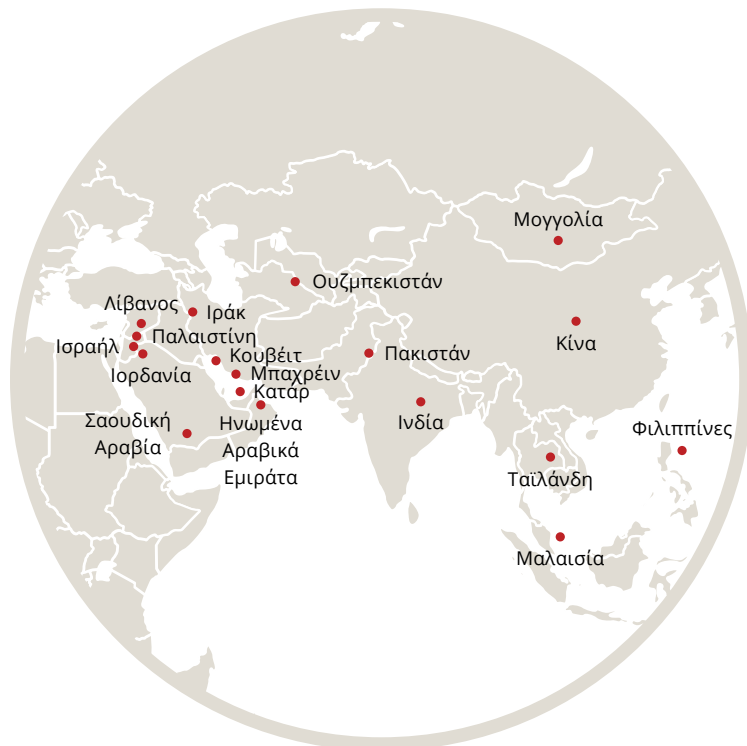 Μογγολία
Ουζμπεκιστάν
Λίβανος
Ιράκ
Παλαιστίνη
Ισραήλ
Κίνα
Κουβέιτ
Πακιστάν
Ιορδανία
Μπαχρέιν
Κατάρ
Σαουδική
Αραβία
Ηνωμένα
Αραβικά
Εμιράτα
Ινδία
Φιλιππίνες
Ταϊλάνδη
Μαλαισία